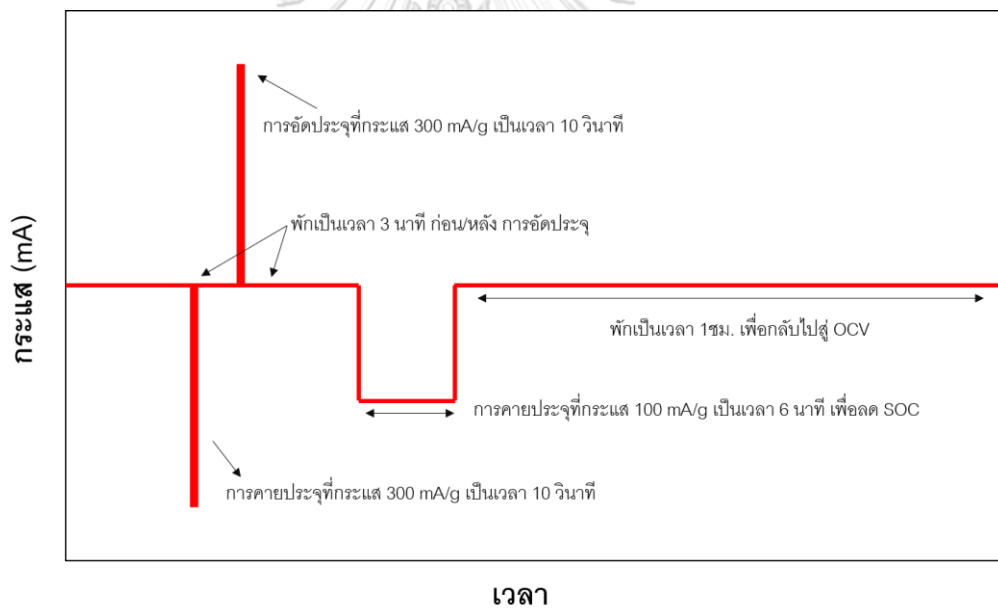 การอัดประจุที่กระแส 300 mA/g เป็นเวลา 10 วินาที
พักเป็นเวลา 3 นาที ก่อน/หลัง การอัดประจุ
กระแส (mA)
พักเป็นเวลา 1ชม. เพื่อกลับไปสู่ OCV
การคายประจุที่กระแส 100 mA/g เป็นเวลา 6 นาที เพื่อลด SOC
การคายประจุที่กระแส 300 mA/g เป็นเวลา 10 วินาที
เวลา